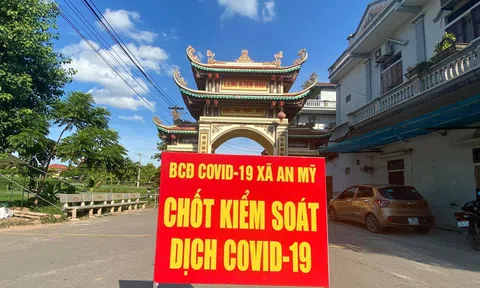 BCĐ COVID-19 XÃ AN MỸ
CHỐT KIỂM SOÁT
DỊCH COVID-19